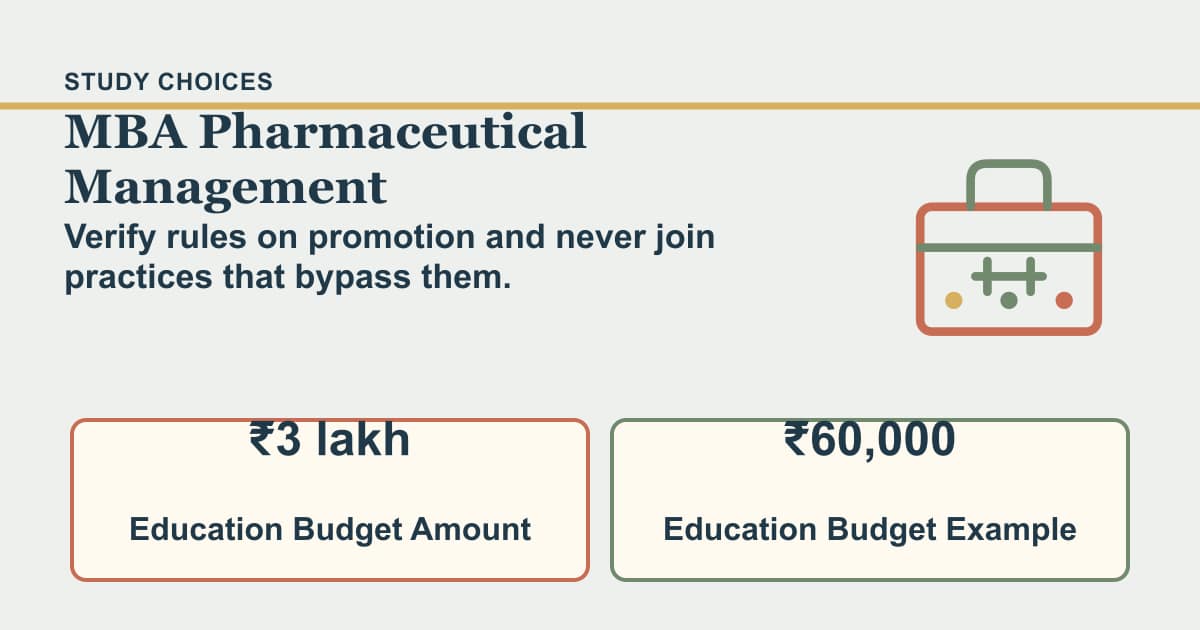 STUDY CHOICES
MBA Pharmaceutical
Management
Verify rules on promotion and never join
practices that bypass them.
₹3 lakh
Education Budget Amount
₹60,000
Education Budget Example